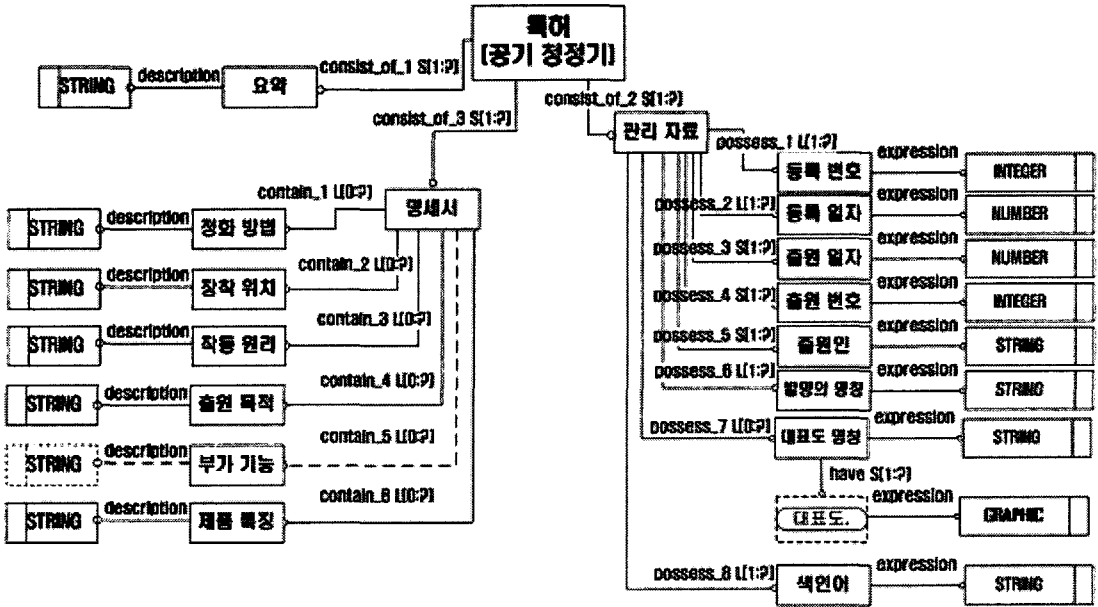 특허
(공기 청정기)
STRING
description
요약
consist_of_1 S[1:?]
consist_of_3 S[1:?]
consist_of_2 S[1:?]
관리 자료
명세서
STRING
description
정화 방법
contain_1 L[0:?]
STRING
description
장착 위치
contain_2 L[0:?]
STRING
description
작동 원리
contain_3 L[0:?]
STRING
description
출원 목적
contain_4 L[0:?]
STRING
description
부가 기능
contain_5 L[0:?]
STRING
description
제품 특징
contain_6 L[0:?]
possess_1 L[1:?]
등록 번호
expression
INTEGER
possess_2 L[1:?]
등록 일자
expression
NUMBER
possess_3 S[1:?]
출원 일자
expression
NUMBER
possess_4 S[1:?]
출원 번호
expression
INTEGER
possess_5 S[1:?]
출원인
expression
STRING
possess_6 L[1:?]
발명의 명칭
expression
STRING
possess_7 L[0:?]
대표도 명칭
expression
STRING
have S[1:?]
대표도.
expression
GRAPHIC
possess_8 L[1:?]
색인어
expression
STRING